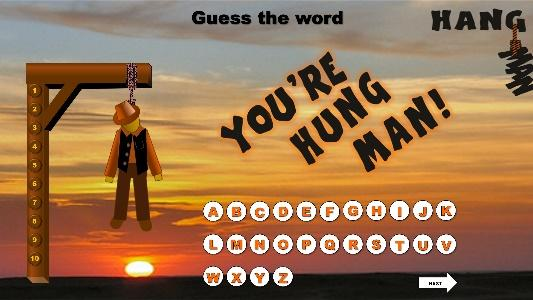 Guess the word
HANG
MAN
YOU'RE
HUNG
MAN!
1
2
3
4
5
6
7
8
9
10
A B C D E F G H I J K
L M N O P Q R S T U V
W X Y Z
NEXT